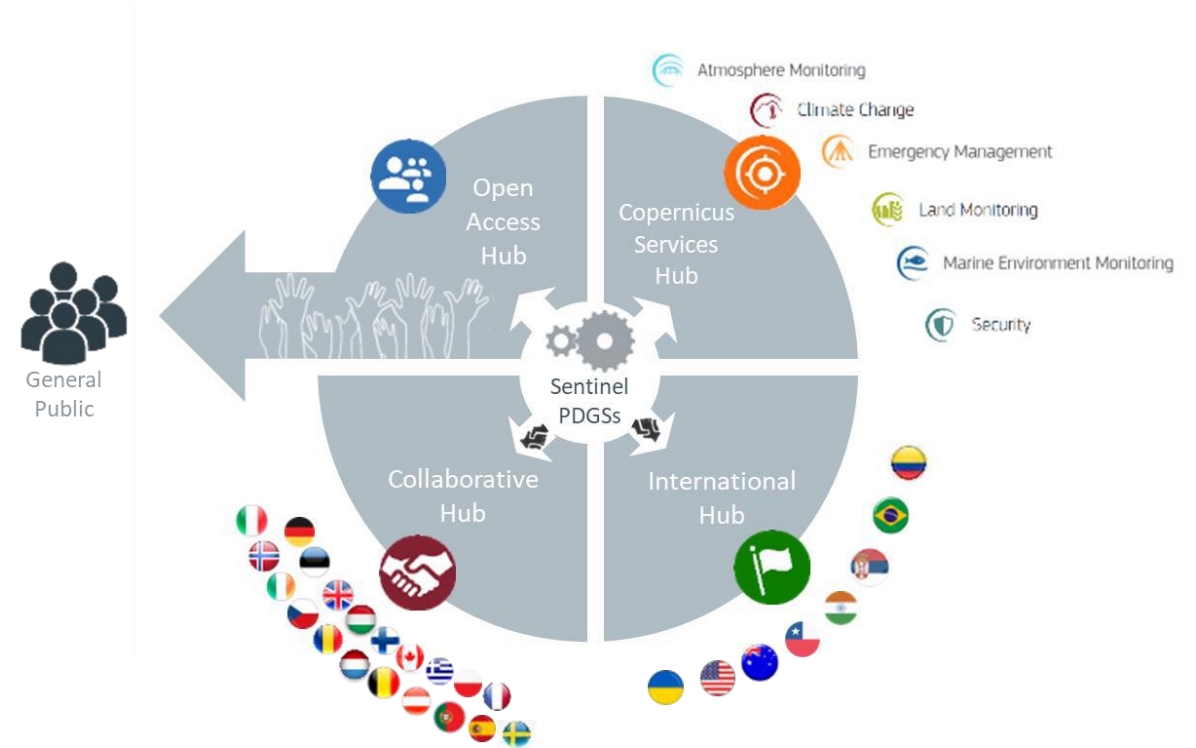 Atmosphere Monitoring
Climate Change
Emergency Management
Land Monitoring
Marine Environment Monitoring
Security
Open
Access
Hub
Copernicus
Services
Hub
General
Public
Sentinel
PDGSs
Collaborative
Hub
International
Hub